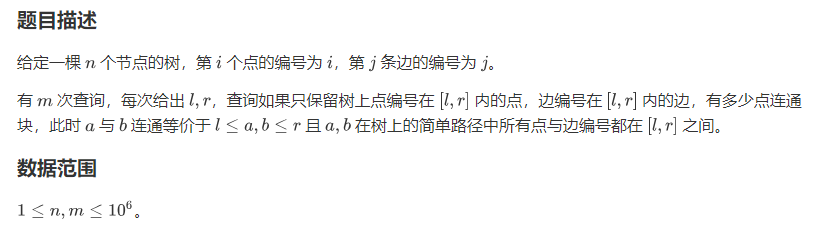 题目描述
给定一棵 n 个节点的树，第 i 个点的编号为 i，第 j 条边的编号为 j。
有 m 次查询，每次给出 l, r，查询如果只保留树上点编号在 [l, r] 内的点，边编号在 [l, r] 内的边，有多少点连通
块，此时 a 与 b 连通等价于 l ≤ a, b ≤ r 且 a, b 在树上的简单路径中所有点与边编号都在 [l, r] 之间。
数据范围
1 ≤ n, m ≤ 10⁶。